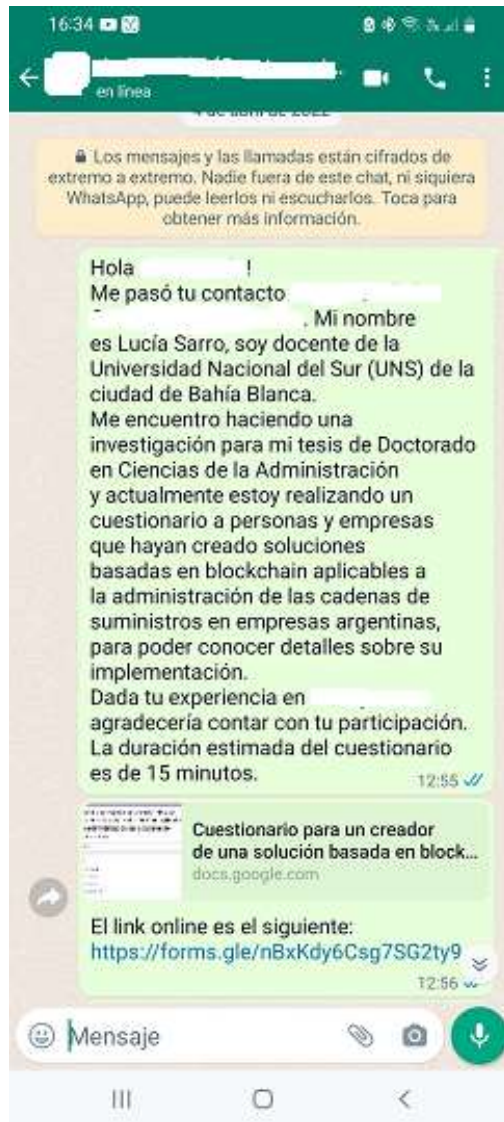 16:34
en línea
4 de abril de 2022
Los mensajes y las llamadas están cifrados de
extremo a extremo. Nadie fuera de este chat, ni siquiera
WhatsApp, puede leerlos ni escucharlos. Toca para
obtener más información.
Hola !
Me pasó tu contacto
. Mi nombre
es Lucía Sarro, soy docente de la
Universidad Nacional del Sur (UNS) de la
ciudad de Bahía Blanca.
Me encuentro haciendo una
investigación para mi tesis de Doctorado
en Ciencias de la Administración
y actualmente estoy realizando un
cuestionario a personas y empresas
que hayan creado soluciones
basadas en blockchain aplicables a
la administración de las cadenas de
suministros en empresas argentinas,
para poder conocer detalles sobre su
implementación.
Dada tu experiencia en
agradecería contar con tu participación.
La duración estimada del cuestionario
es de 15 minutos.
12:55
Cuestionario para un creador
de una solución basada en block...
docs.google.com
El link online es el siguiente:
https://forms.gle/nBxKdy6Csg7SG2ty9
12:56
Mensaje